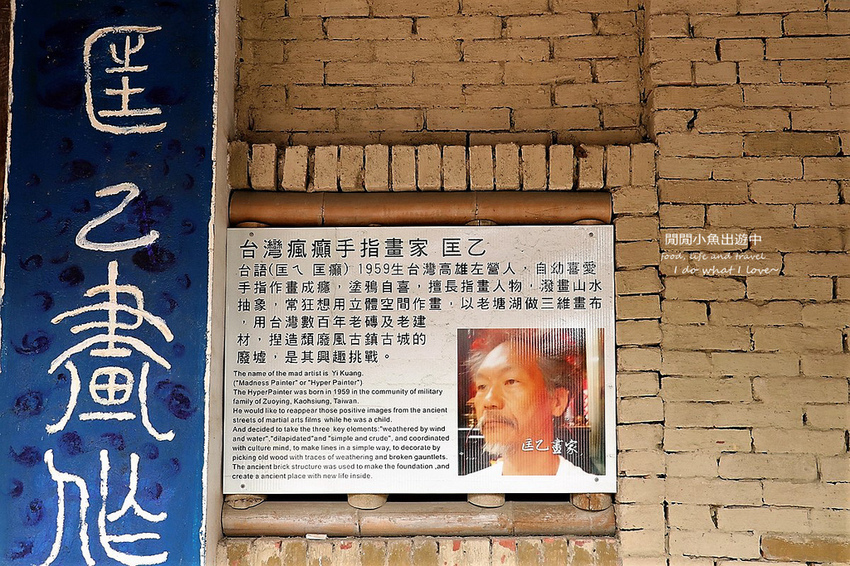 匡乙畫作
台灣瘋癲手指畫家 匡乙
台語(匡ㄟ 匡癲) 1959生台灣高雄左營人，自幼喜愛
手指作畫成癮，塗鴉自喜，擅長指畫人物，潑畫山水
抽象，常狂想用立體空間作畫，以老塘湖做三維畫布
，用台灣數百年老磚及老建
材，捏造頹廢風古鎮古城的
廢墟，是其興趣挑戰。
The name of the mad artist is Yi Kuang.
("Madness Painter" or "Hyper Painter")
The HyperPainter was born in 1959 in the community of military
family of Zuoying, Kaohsiung, Taiwan.
He would like to reappear those positive images from the ancient
streets of martial arts films while he was a child.
And decided to take the three key elements:"weathered by wind
and water","dilapidated"and "simple and crude", and coordinated
with culture mind, to make lines in a simple way, to decorate by
picking old wood with traces of weathering and broken gauntlets.
The ancient brick structure was used to make the foundation ,and
create a ancient place with new life inside.
匡乙畫家
閒閒小魚出遊中
food, life and travel
I do what I love